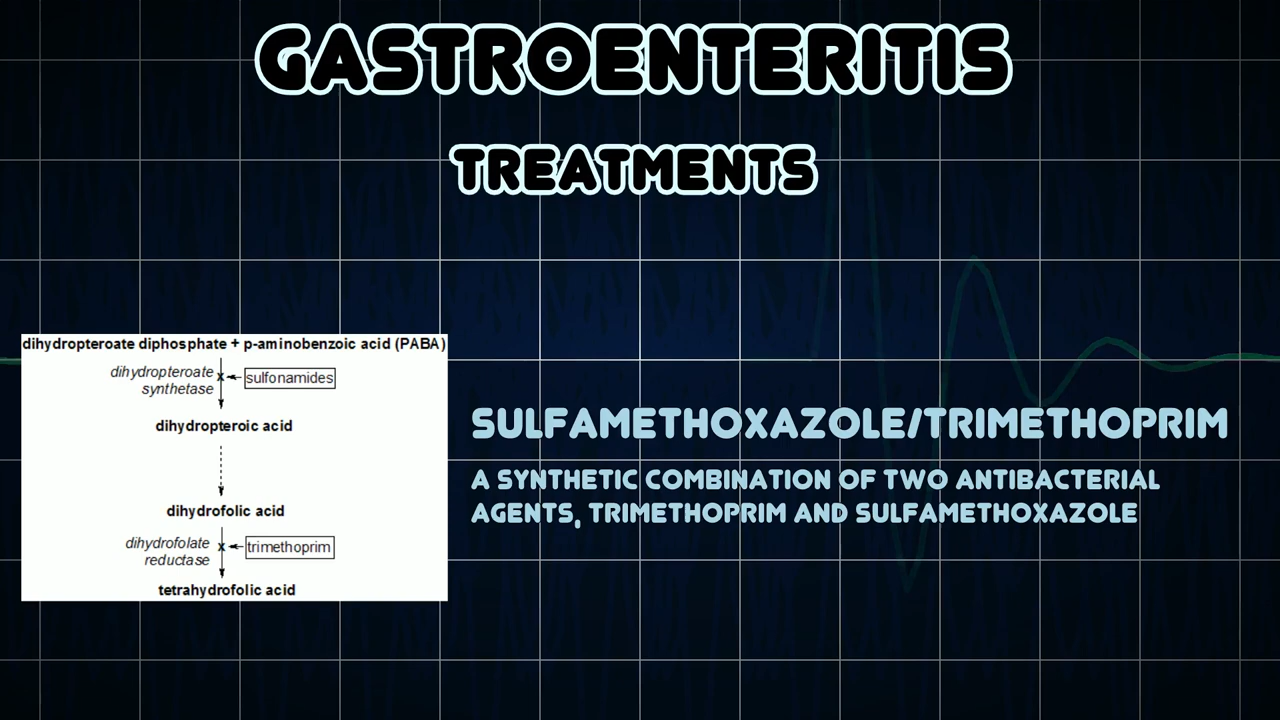 GASTROENTERITIS
TREATMENTS
dihydropteroate diphosphate + p-aminobenzoic acid (PABA)
dihydropteroate
synthetase
x
sulfonamides
dihydropteroic acid
dihydrofolic acid
dihydrofolate
reductase
x
trimethoprim
tetrahydrofolic acid
SULFAMETHOXAZOLE/TRIMETHOPRIM
A SYNTHETIC COMBINATION OF TWO ANTIBACTERIAL
AGENTS, TRIMETHOPRIM AND SULFAMETHOXAZOLE